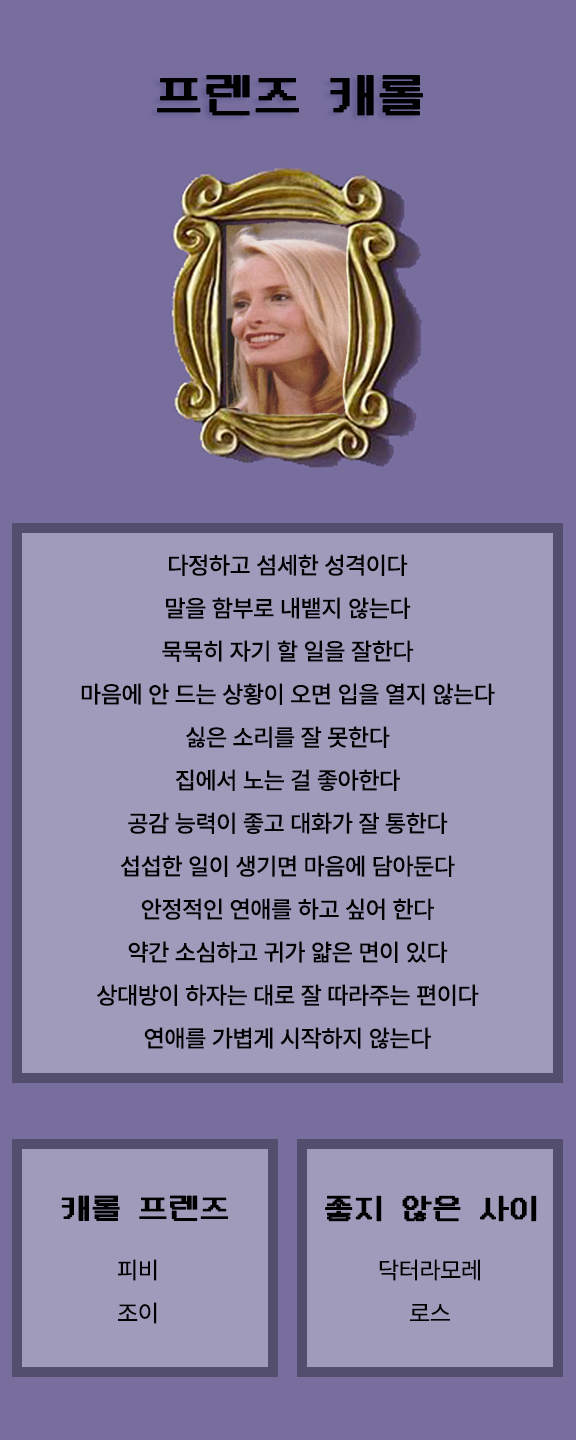 프렌즈 캐롤
다정하고 섬세한 성격이다
말을 함부로 내뱉지 않는다
묵묵히 자기 할 일을 잘한다
마음에 안 드는 상황이 오면 입을 열지 않는다
싫은 소리를 잘 못한다
집에서 노는 걸 좋아한다
공감 능력이 좋고 대화가 잘 통한다
섭섭한 일이 생기면 마음에 담아둔다
안정적인 연애를 하고 싶어 한다
약간 소심하고 귀가 얇은 면이 있다
상대방이 하자는 대로 잘 따라주는 편이다
연애를 가볍게 시작하지 않는다
캐롤 프렌즈
피비
조이
좋지 않은 사이
닥터라모레
로스